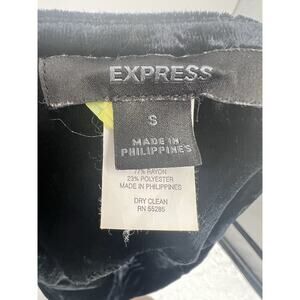 EXPRESS
S
MADE IN
PHILIPPINES
77% RAYON
23% POLYESTER
MADE IN PHILIPPINES
DRY CLEAN
RN 55285